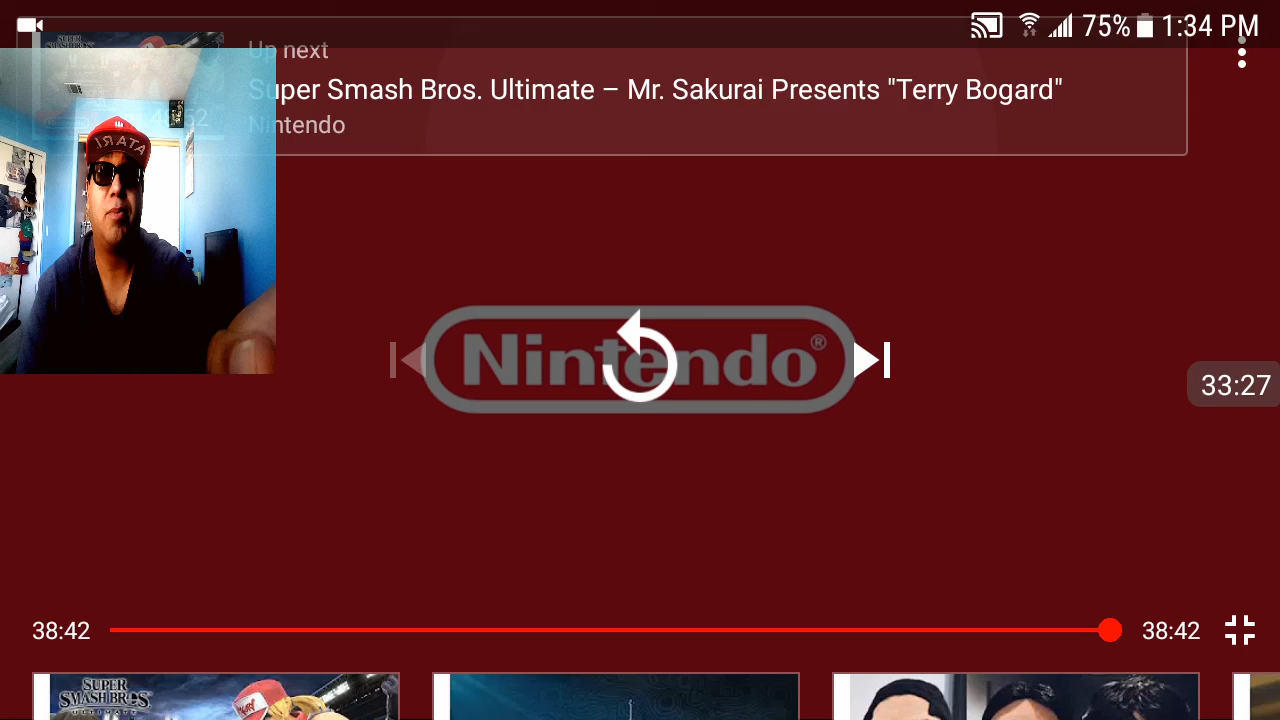 75% 1:34 PM
Up next
Super Smash Bros. Ultimate – Mr. Sakurai Presents "Terry Bogard"
Nintendo
ATARI
Nintendo®
33:27
38:42
38:42
SUPER
SMASH BROS.
ULTIMATE